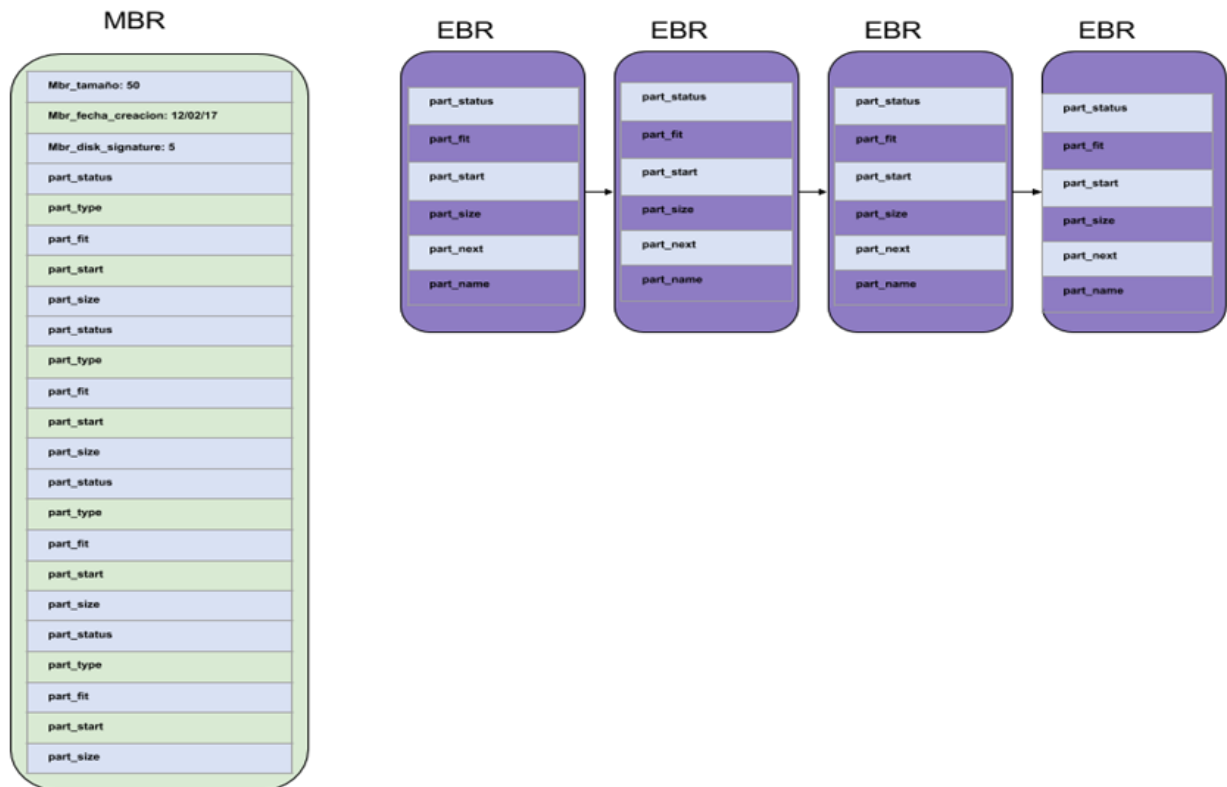 MBR
Mbr_tamaño: 50
Mbr_fecha_creacion: 12/02/17
Mbr_disk_signature: 5
part_status
part_type
part_fit
part_start
part_size
part_status
part_type
part_fit
part_start
part_size
part_status
part_type
part_fit
part_start
part_size
part_status
part_type
part_fit
part_start
part_size
EBR
part_status
part_fit
part_start
part_size
part_next
part_name
EBR
part_status
part_fit
part_start
part_size
part_next
part_name
EBR
part_status
part_fit
part_start
part_size
part_next
part_name
EBR
part_status
part_fit
part_start
part_size
part_next
part_name